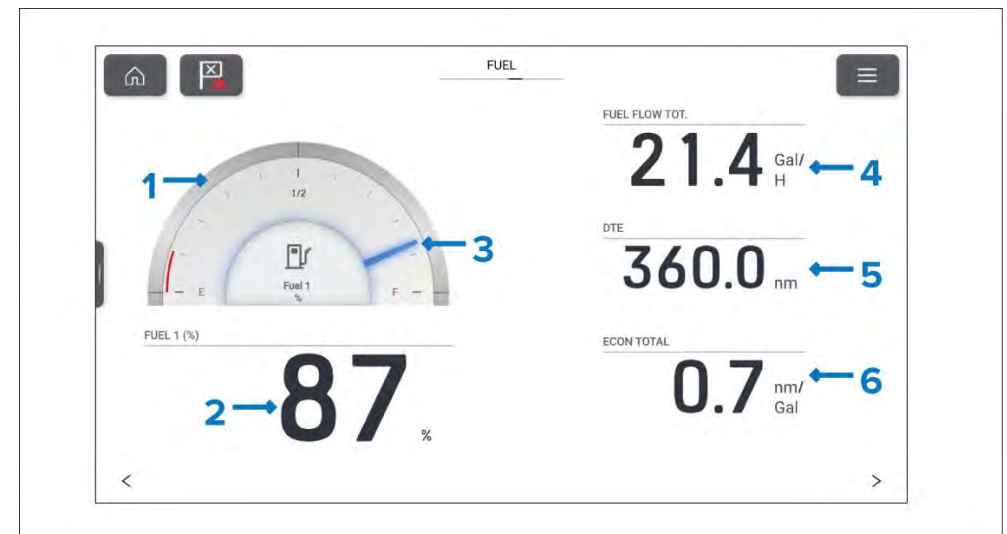 FUEL
FUEL FLOW TOT.
21.4 Gal/
H
4
1
1/2
DTE
3
360.0 nm
5
Fuel 1
%
E
F
FUEL 1 (%)
ECON TOTAL
87 %
2
0.7 nm/
Gal
6